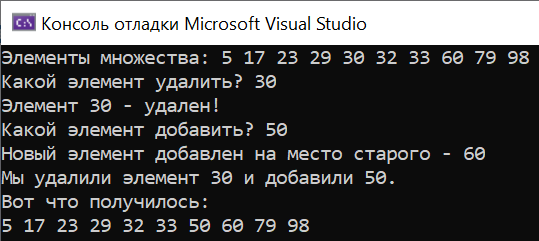 Консоль отладки Microsoft Visual Studio
Элементы множества: 5 17 23 29 30 32 33 60 79 98
Какой элемент удалить? 30
Элемент 30 - удален!
Какой элемент добавить? 50
Новый элемент добавлен на место старого - 60
Мы удалили элемент 30 и добавили 50.
Вот что получилось:
5 17 23 29 32 33 50 60 79 98